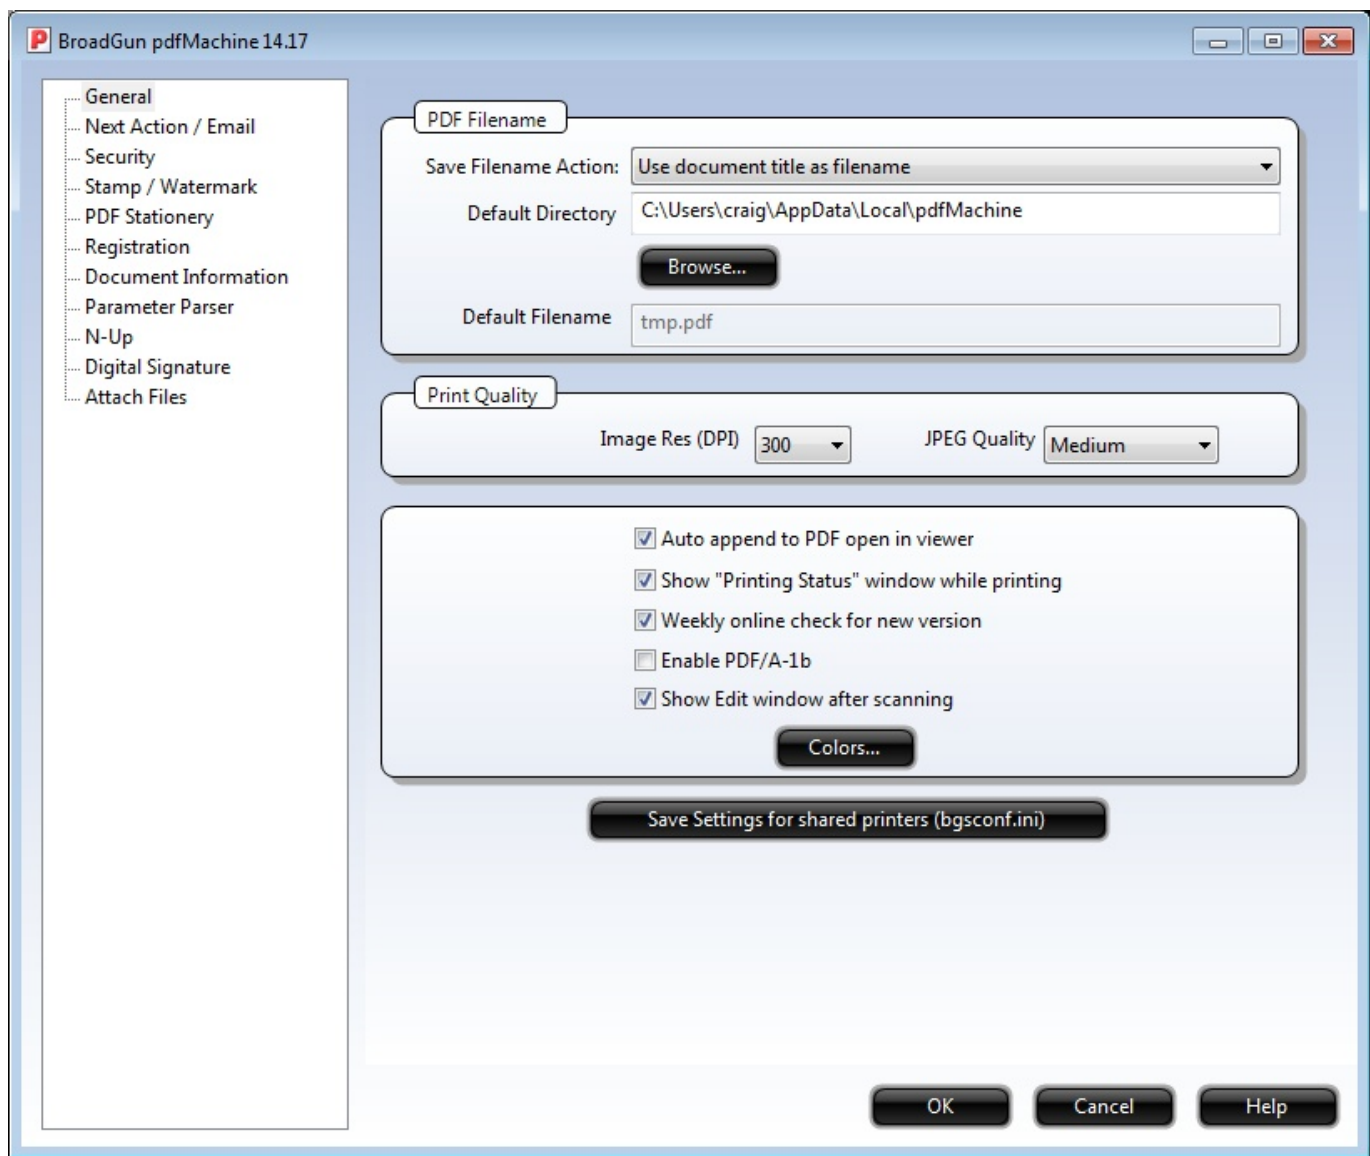 BroadGun pdfMachine 14.17
General
Next Action / Email
Security
Stamp / Watermark
PDF Stationery
Registration
Document Information
Parameter Parser
N-Up
Digital Signature
Attach Files
PDF Filename
Save Filename Action: Use document title as filename
Default Directory C:\Users\craig\AppData\Local\pdfMachine
Browse...
Default Filename tmp.pdf
Print Quality
Image Res (DPI) 300 JPEG Quality Medium
Auto append to PDF open in viewer
Show "Printing Status" window while printing
Weekly online check for new version
Enable PDF/A-1b
Show Edit window after scanning
Colors...
Save Settings for shared printers (bgsconf.ini)
OK Cancel Help